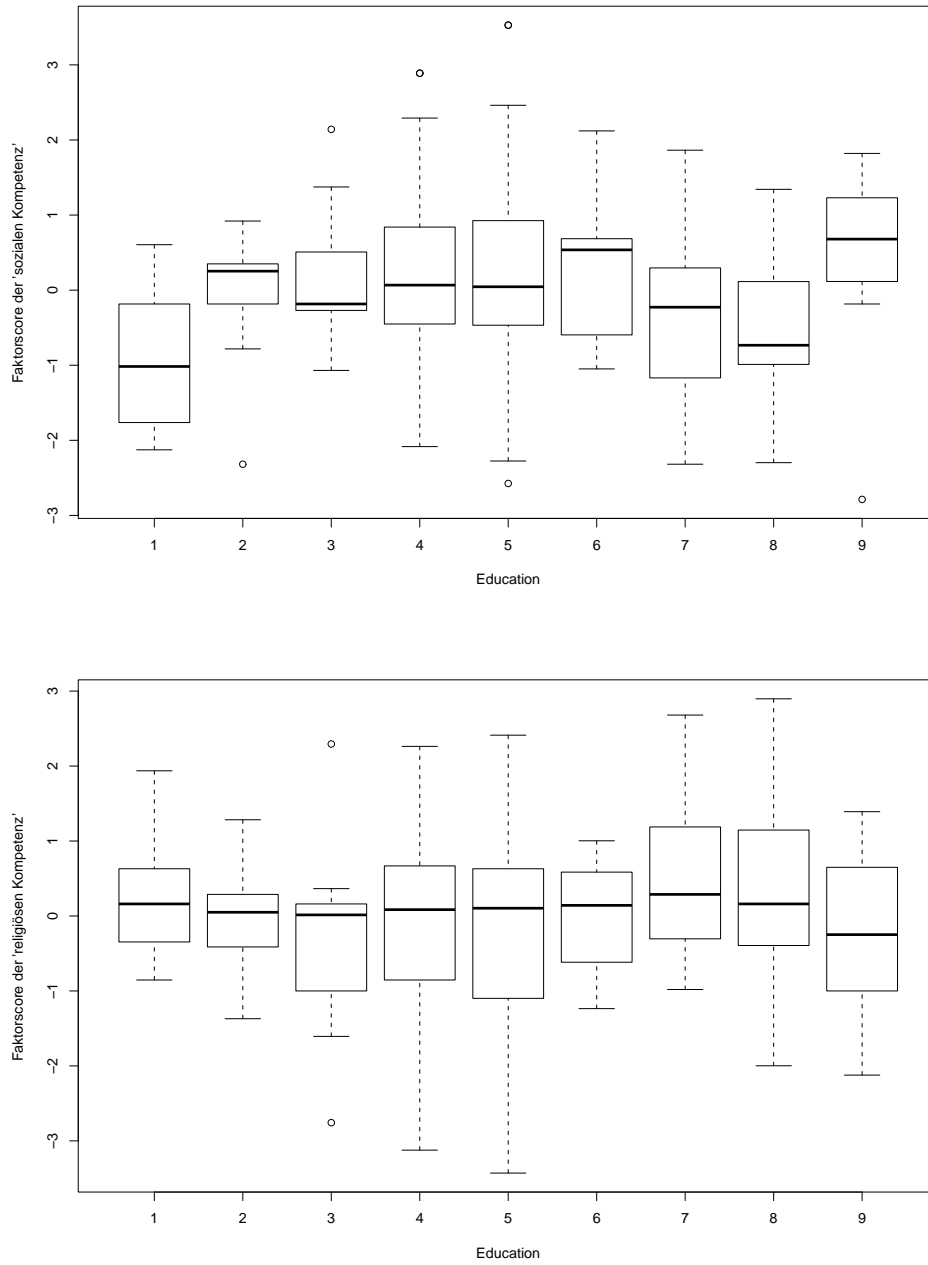 3
2
1
0
−1
−2
−3
Faktorscore der 'sozialen Kompetenz'
1 2 3 4 5 6 7 8 9
Education
3
2
1
0
−1
−2
−3
Faktorscore der 'religiösen Kompetenz'
1 2 3 4 5 6 7 8 9
Education